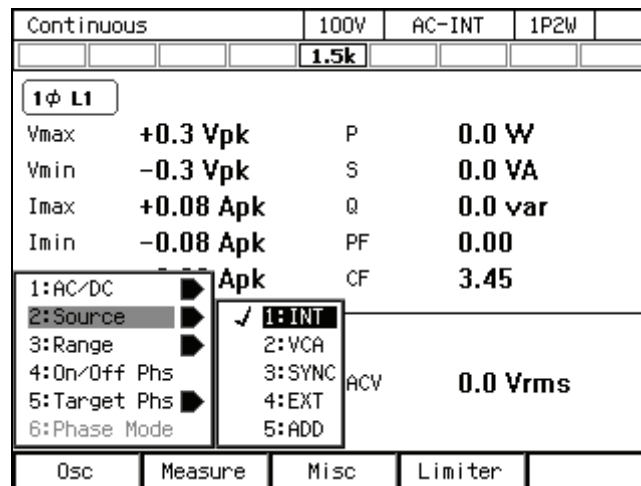 Continuous 100V AC-INT 1P2W
1.5k
1φ L1
Vmax +0.3 Vpk P 0.0 W
Vmin -0.3 Vpk S 0.0 VA
Imax +0.08 Apk Q 0.0 var
Imin -0.08 Apk PF 0.00
Apk CF 3.45
1:AC/DC
2:Source
3:Range
4:On/Off Phs
5:Target Phs
6:Phase Mode
✓ 1:INT
2:VCA
3:SYNC
4:EXT
5:ADD
ACV 0.0 Vrms
Osc Measure Misc Limiter